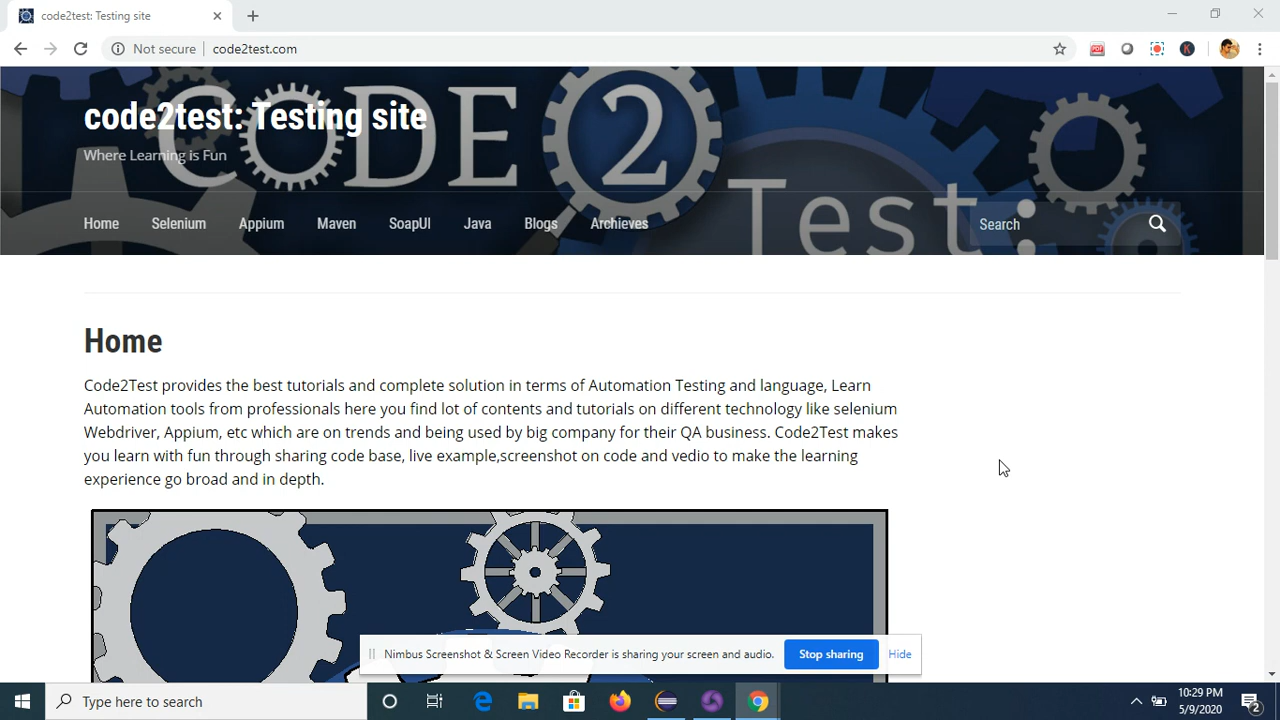 code2test: Testing site
Not secure
code2test.com
PDF
K
CODE 2
Test:
code2test: Testing site
Where Learning is Fun
Home
Selenium
Appium
Maven
SoapUI
Java
Blogs
Archieves
Search
Home
Code2Test provides the best tutorials and complete solution in terms of Automation Testing and language, Learn
Automation tools from professionals here you find lot of contents and tutorials on different technology like selenium
Webdriver, Appium, etc which are on trends and being used by big company for their QA business. Code2Test makes
you learn with fun through sharing code base, live example,screenshot on code and vedio to make the learning
experience go broad and in depth.
Nimbus Screenshot & Screen Video Recorder is sharing your screen and audio.
Stop sharing
Hide
Type here to search
10:29 PM
5/9/2020
2